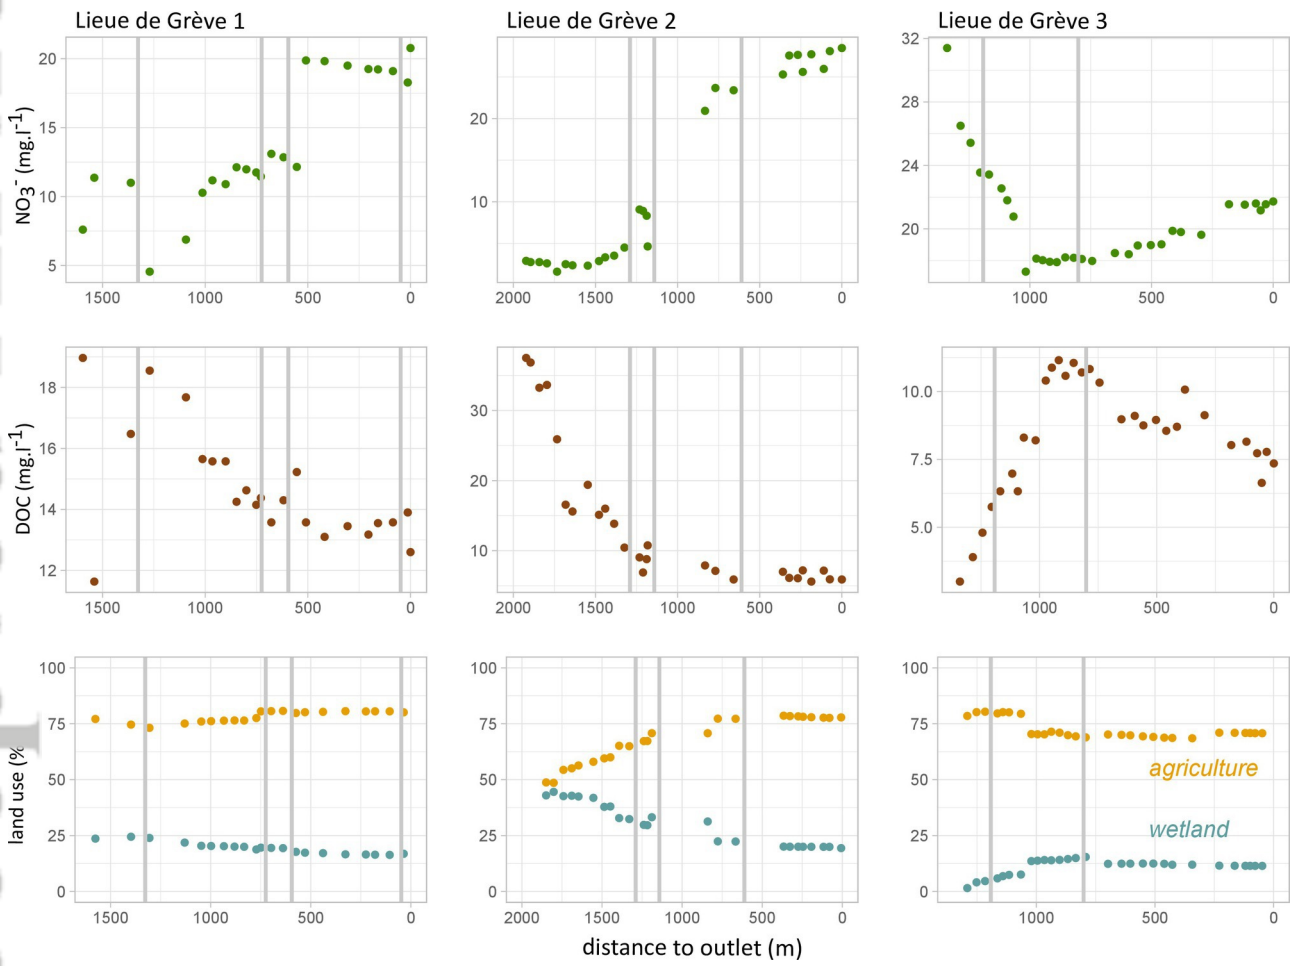 Lieue de Grève 1
Lieue de Grève 2
Lieue de Grève 3
NO3- (mg.l-1)
20
15
10
5
1500 1000 500 0
20
10
2000 1500 1000 500 0
32
28
24
20
1000 500 0
DOC (mg.l-1)
18
16
14
12
1500 1000 500 0
30
20
10
2000 1500 1000 500 0
10.0
7.5
5.0
1000 500 0
land use (%
100
75
50
25
0
1500 1000 500 0
100
75
50
25
0
2000 1500 1000 500 0
100
75
50
25
0
agriculture
wetland
1000 500 0
distance to outlet (m)